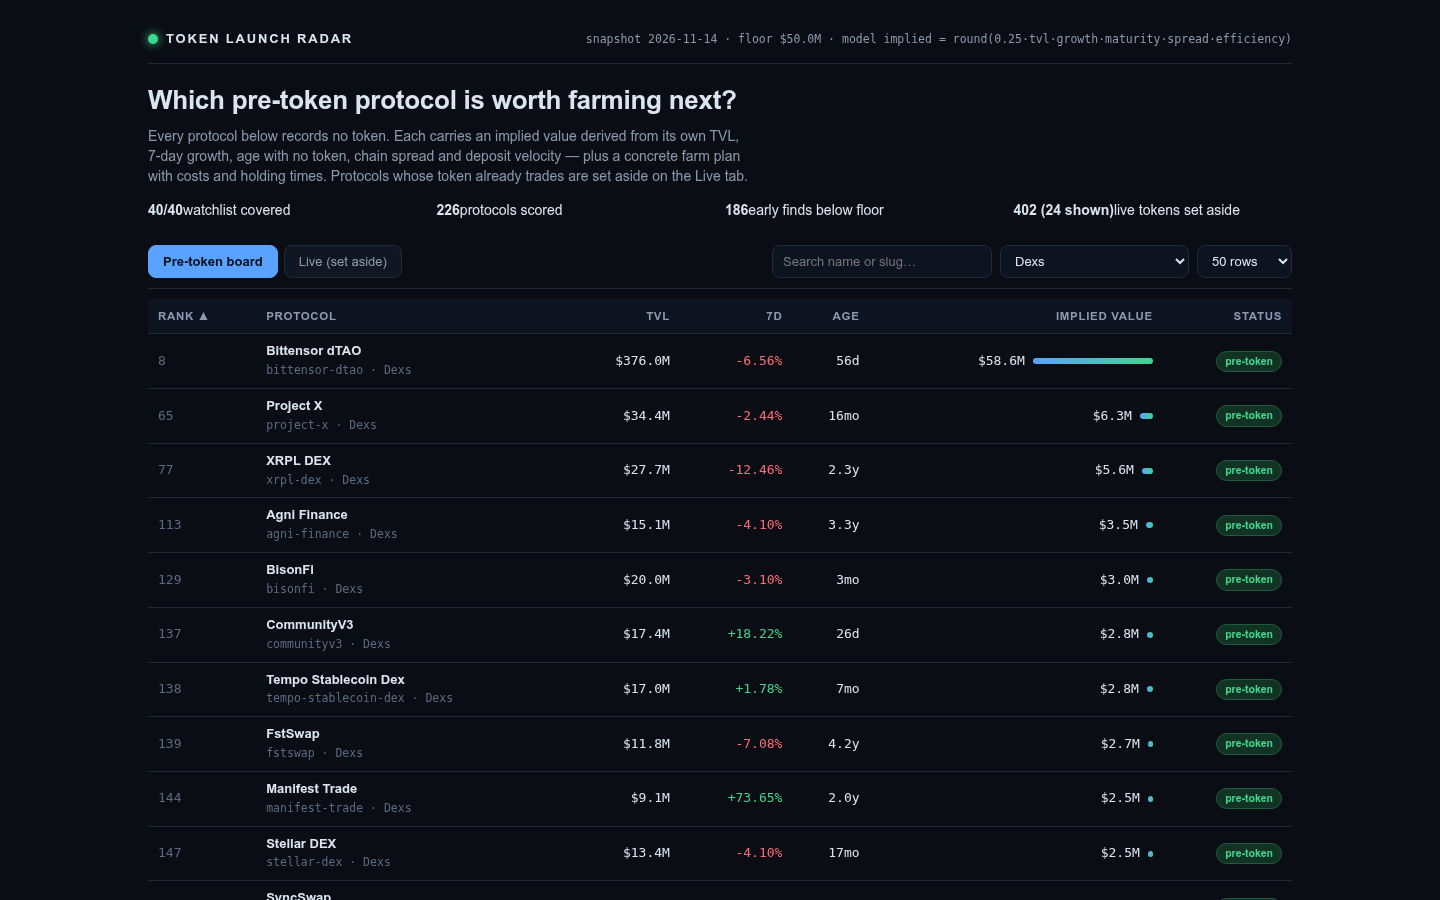 TOKEN LAUNCH RADAR
snapshot 2026-11-14 · floor $50.0M · model implied = round(0.25·tvl·growth·maturity·spread·efficiency)
Which pre-token protocol is worth farming next?
Every protocol below records no token. Each carries an implied value derived from its own TVL,
7-day growth, age with no token, chain spread and deposit velocity — plus a concrete farm plan
with costs and holding times. Protocols whose token already trades are set aside on the Live tab.
40/40watchlist covered 226protocols scored 186early finds below floor 402 (24 shown)live tokens set aside
Pre-token board Live (set aside) Search name or slug… Dexs 50 rows
RANK ▲ PROTOCOL TVL 7D AGE IMPLIED VALUE STATUS
8 Bittensor dTAO $376.0M -6.56% 56d $58.6M pre-token
bittensor-dtao · Dexs
65 Project X $34.4M -2.44% 16mo $6.3M pre-token
project-x · Dexs
77 XRPL DEX $27.7M -12.46% 2.3y $5.6M pre-token
xrpl-dex · Dexs
113 Agni Finance $15.1M -4.10% 3.3y $3.5M pre-token
agni-finance · Dexs
129 BisonFi $20.0M -3.10% 3mo $3.0M pre-token
bisonfi · Dexs
137 CommunityV3 $17.4M +18.22% 26d $2.8M pre-token
communityv3 · Dexs
138 Tempo Stablecoin Dex $17.0M +1.78% 7mo $2.8M pre-token
tempo-stablecoin-dex · Dexs
139 FstSwap $11.8M -7.08% 4.2y $2.7M pre-token
fstswap · Dexs
144 Manifest Trade $9.1M +73.65% 2.0y $2.5M pre-token
manifest-trade · Dexs
147 Stellar DEX $13.4M -4.10% 17mo $2.5M pre-token
stellar-dex · Dexs
SyncSwap